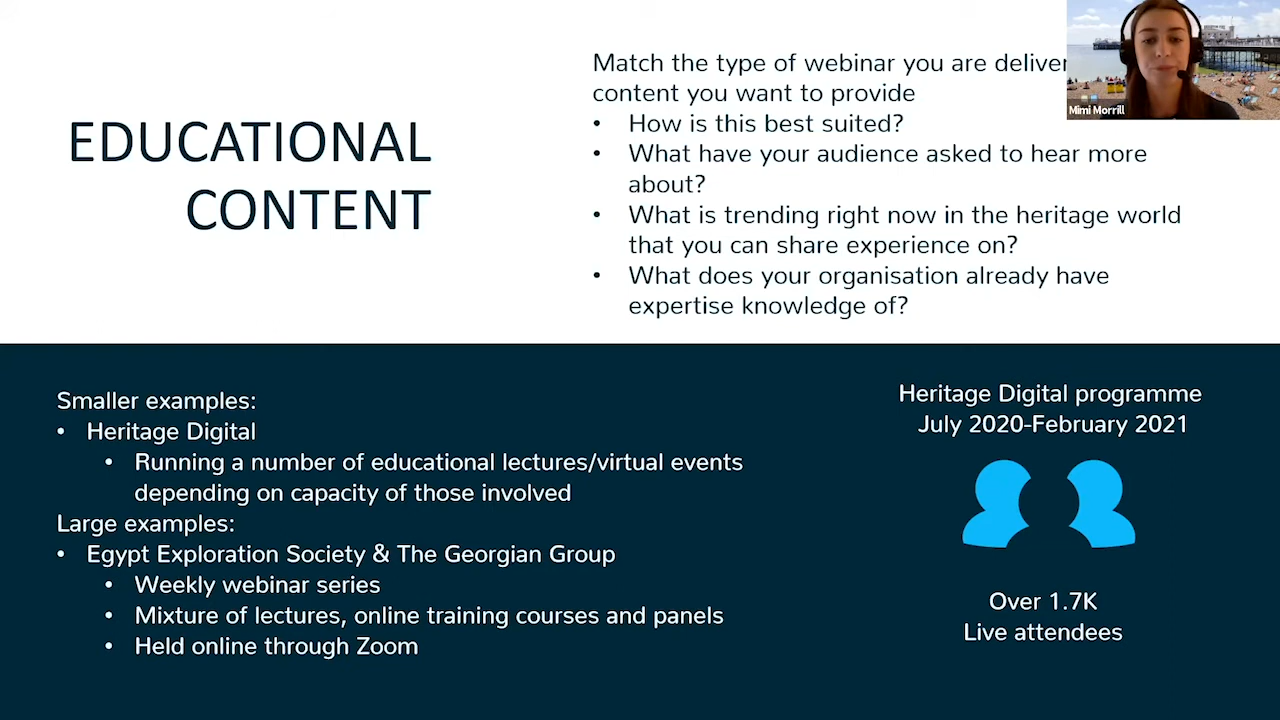 EDUCATIONAL
CONTENT
Match the type of webinar you are deliver
content you want to provide
• How is this best suited?
• What have your audience asked to hear more
about?
• What is trending right now in the heritage world
that you can share experience on?
• What does your organisation already have
expertise knowledge of?
Mimi Morrill
Smaller examples:
• Heritage Digital
• Running a number of educational lectures/virtual events
depending on capacity of those involved
Large examples:
• Egypt Exploration Society & The Georgian Group
• Weekly webinar series
• Mixture of lectures, online training courses and panels
• Held online through Zoom
Heritage Digital programme
July 2020-February 2021
Over 1.7K
Live attendees